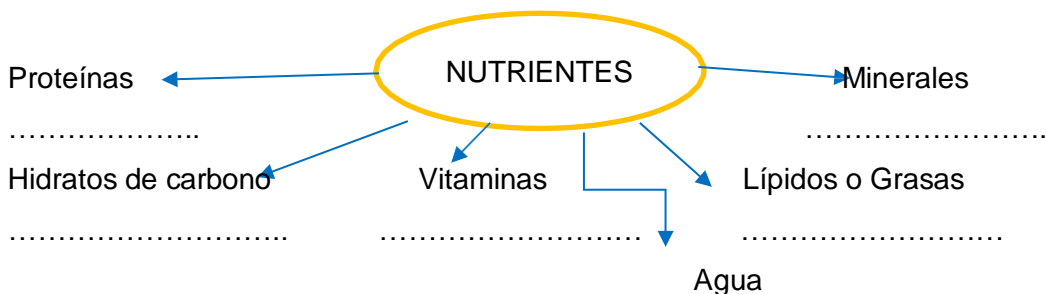 NUTRIENTES
Proteínas Minerales
……………….. …………………….
Hidratos de carbono Vitaminas Lípidos o Grasas
……………………….. ……………………… ………………………
Agua